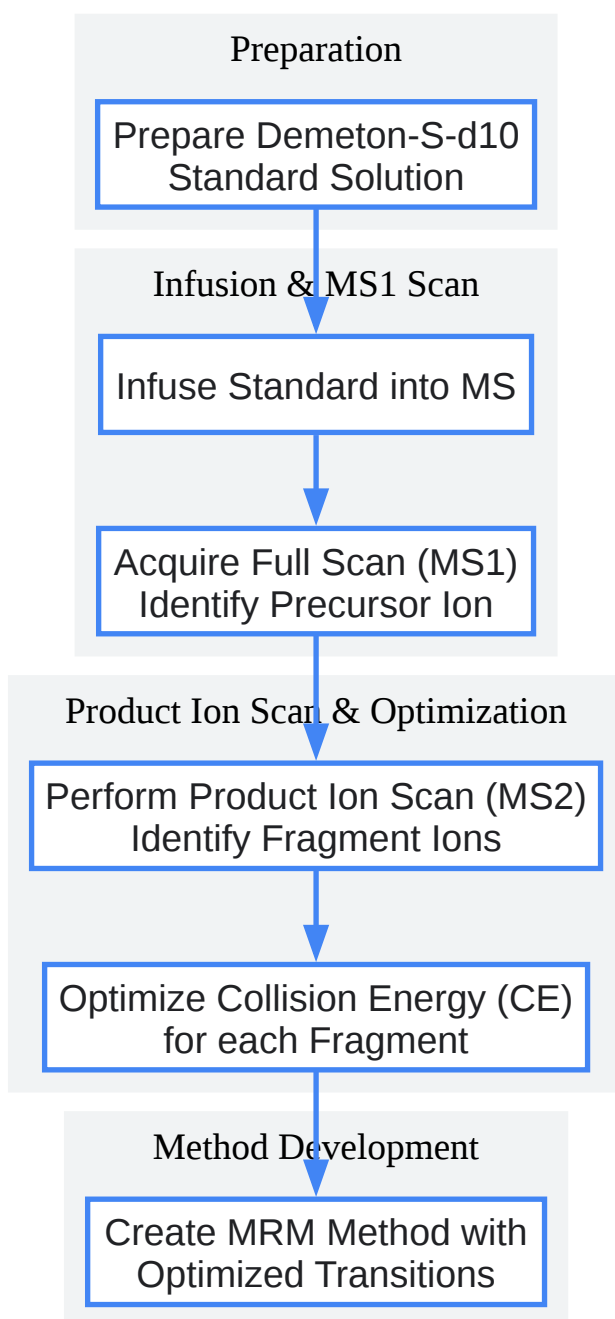 Preparation
Prepare Demeton-S-d10
Standard Solution
Infusion & MS1 Scan
Infuse Standard into MS
Acquire Full Scan (MS1)
Identify Precursor Ion
Product Ion Scan & Optimization
Perform Product Ion Scan (MS2)
Identify Fragment Ions
Optimize Collision Energy (CE)
for each Fragment
Method Development
Create MRM Method with
Optimized Transitions